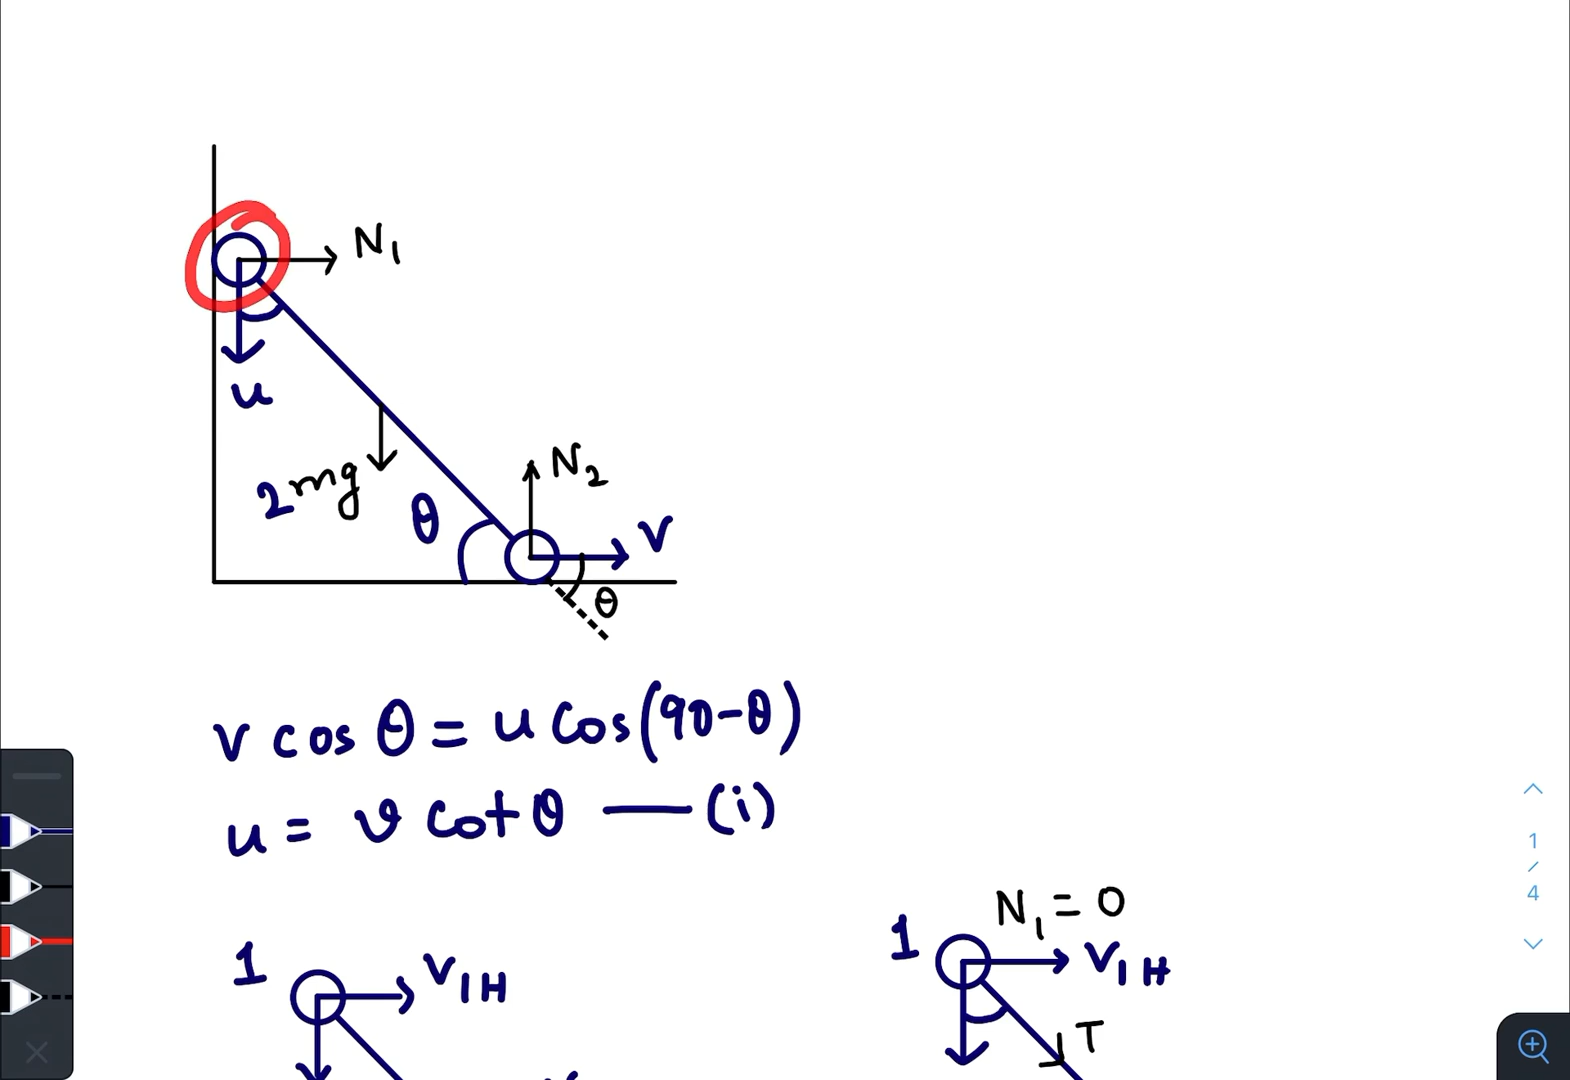 N₁
u
2mg
θ
N₂
v
θ
v cos θ = u cos(90-θ)
u = v cot θ — (i)
1
V₁H
N₁ = 0
1
V₁H
T
1
/
4